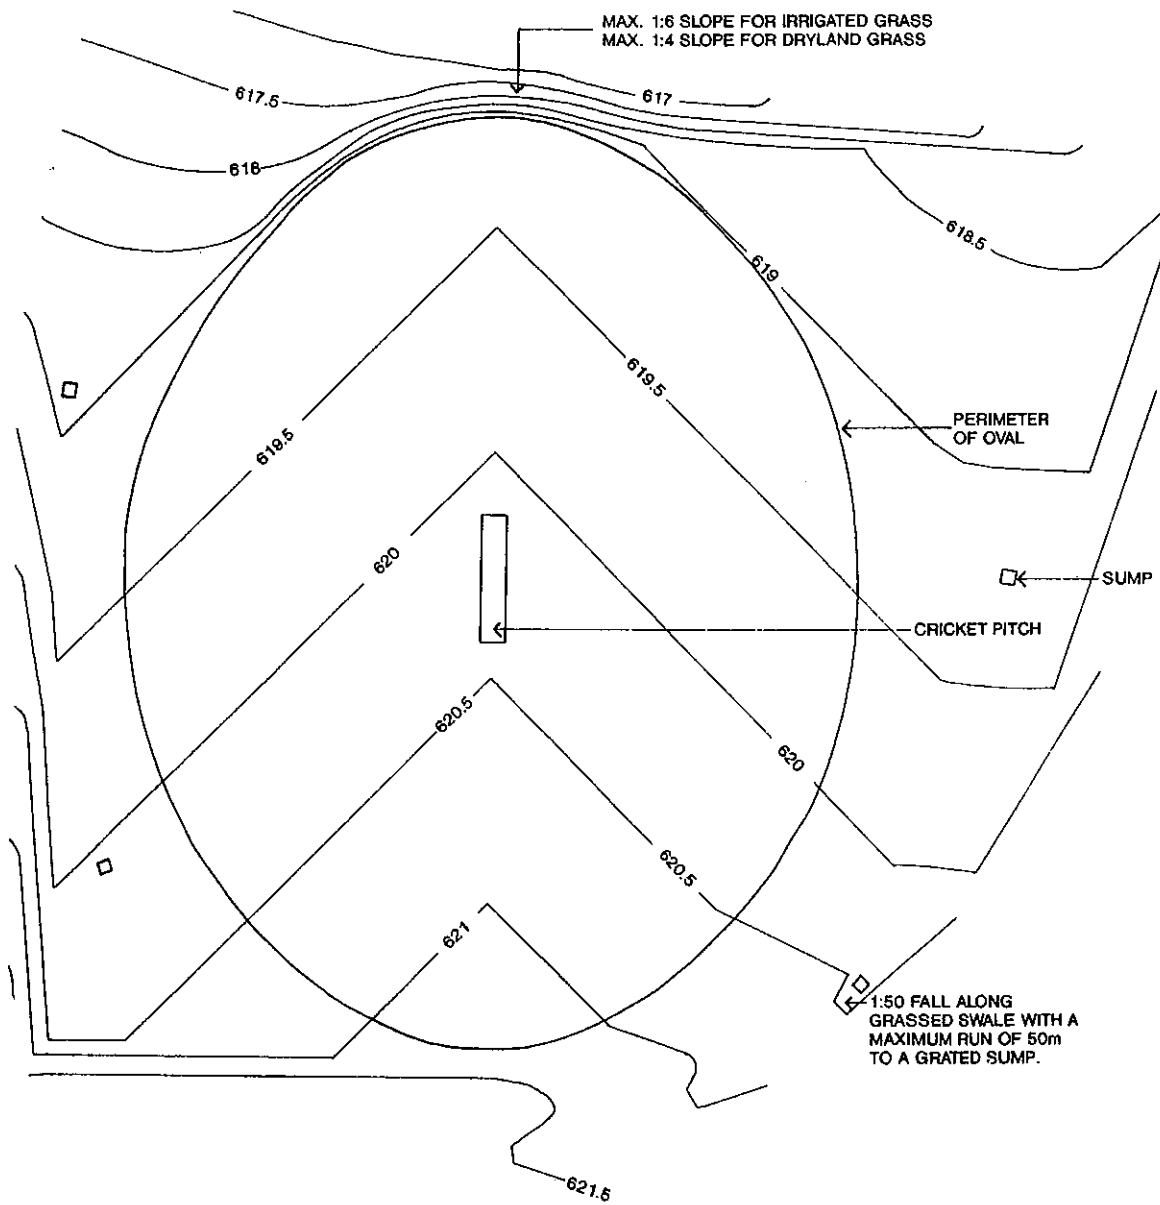 MAX. 1:6 SLOPE FOR IRRIGATED GRASS
MAX. 1:4 SLOPE FOR DRYLAND GRASS
617.5
617
618
618.5
619
619.5
619.5
PERIMETER
OF OVAL
620
SUMP
CRICKET PITCH
620.5
620
620.5
621
1:50 FALL ALONG
GRASSED SWALE WITH A
MAXIMUM RUN OF 50m
TO A GRATED SUMP.
621.5